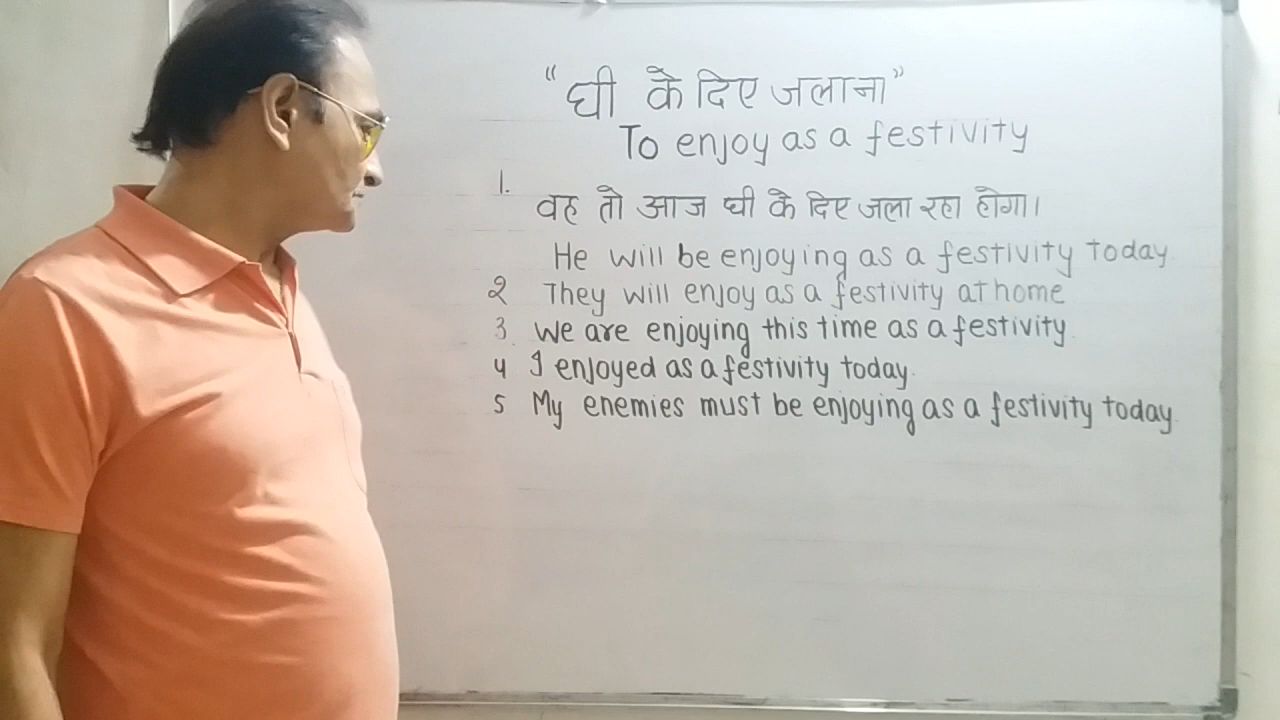 "घी के दिए जलाना"
To enjoy as a festivity
1.
वह तो आज घी के दिए जला रहा होगा।
He will be enjoying as a festivity today.
2 They will enjoy as a festivity at home
3. We are enjoying this time as a festivity.
4 I enjoyed as a festivity today.
5 My enemies must be enjoying as a festivity today.